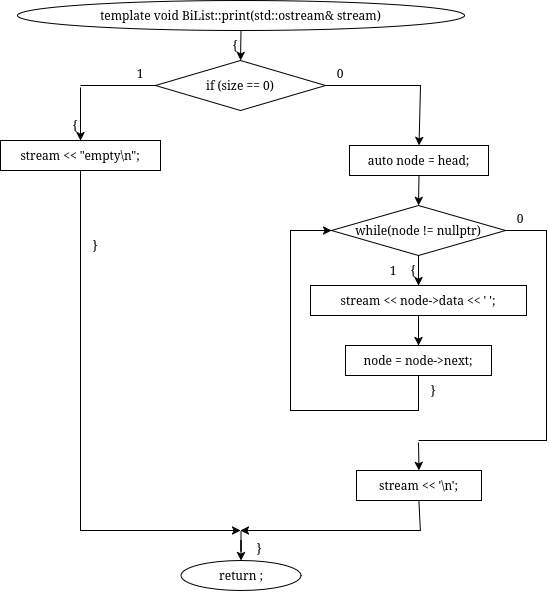 template void BiList::print(std::ostream& stream)
{
1
if (size == 0)
0
{
stream << "empty\n";
auto node = head;
0
while(node != nullptr)
}
1
{
stream << node->data << ' ';
node = node->next;
}
stream << '\n';
}
return ;